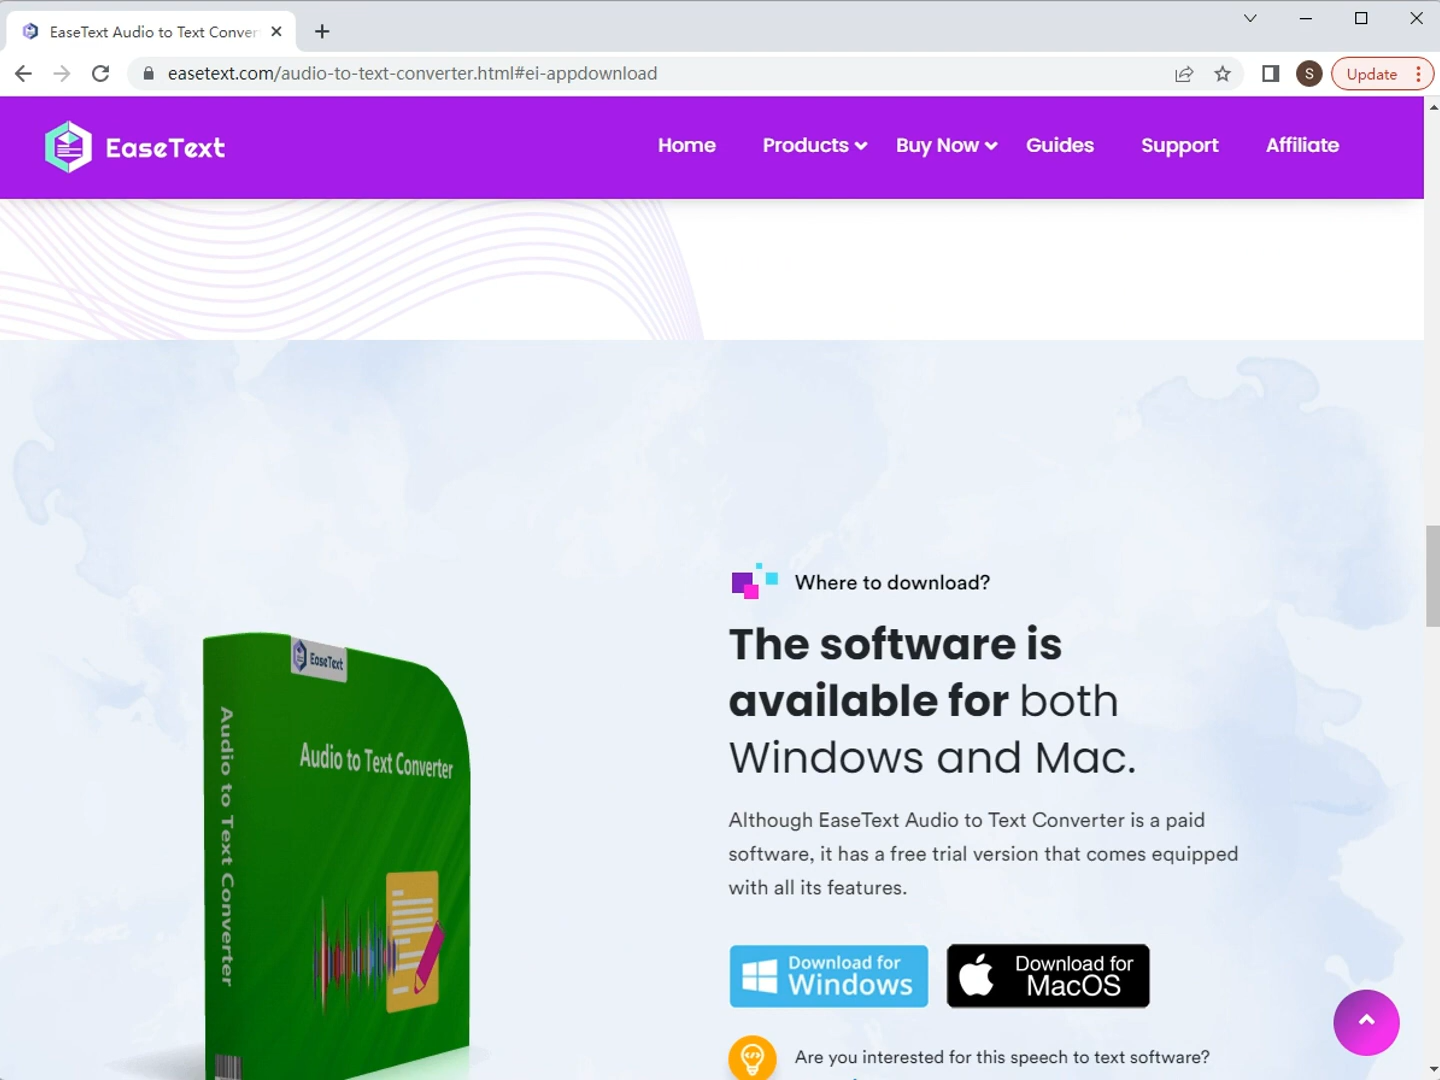 EaseText Audio to Text Conver
easetext.com/audio-to-text-converter.html#ei-appdownload
S
Update
EaseText
Home
Products
Buy Now
Guides
Support
Affiliate
Where to download?
The software is
available for both
Windows and Mac.
Although EaseText Audio to Text Converter is a paid
software, it has a free trial version that comes equipped
with all its features.
EaseText
Audio to Text Converter
Audio to Text Converter
Download for
Windows
Download for
MacOS
Are you interested for this speech to text software?